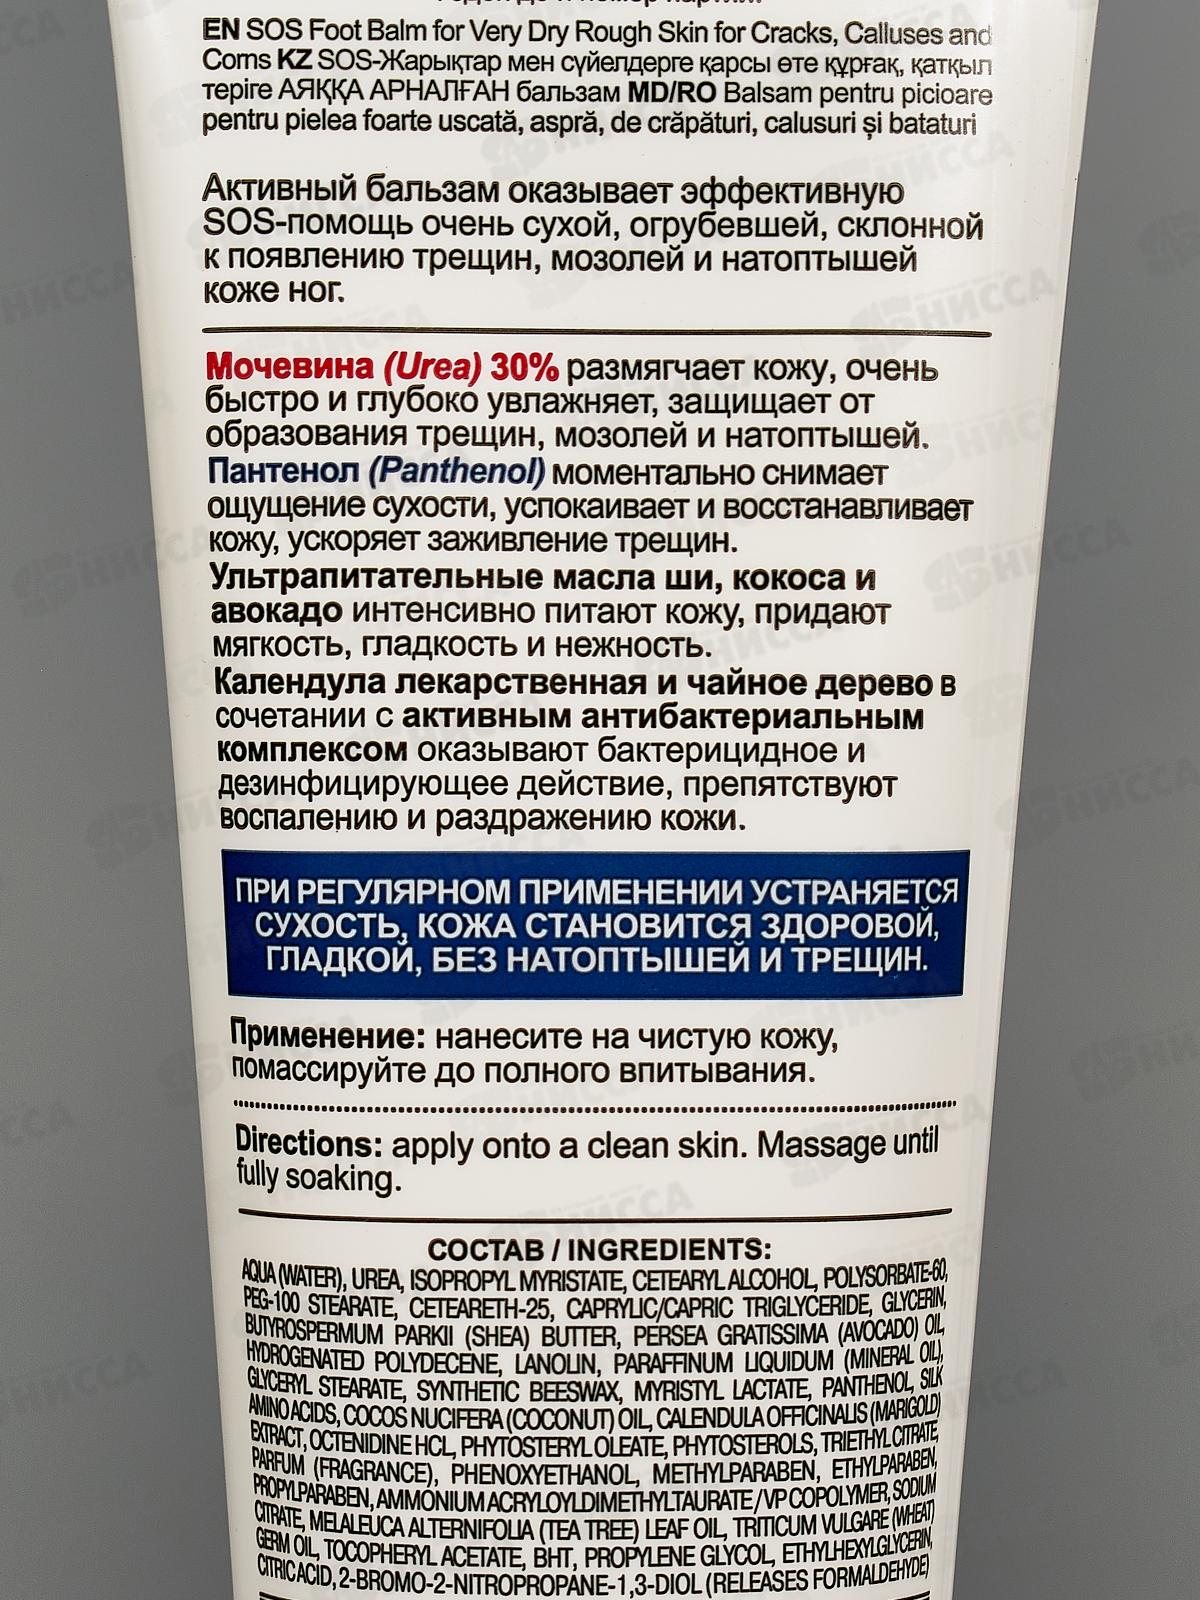 EN SOS Foot Balm for Very Dry Rough Skin for Cracks, Calluses and
Corns KZ SOS-Жарықтар мен сүйелдерге қарсы өте құрғақ, қатқыл
теріге АЯҚҚА АРНАЛҒАН бальзам MD/RO Balsam pentru picioare
pentru pielea foarte uscată, aspră, de crăpături, calusuri și bataturi
Активный бальзам оказывает эффективную
SOS-помощь очень сухой, огрубевшей, склонной
к появлению трещин, мозолей и натоптышей
коже ног.
Мочевина (Urea) 30% размягчает кожу, очень
быстро и глубоко увлажняет, защищает от
образования трещин, мозолей и натоптышей.
Пантенол (Panthenol) моментально снимает
ощущение сухости, успокаивает и восстанавливает
кожу, ускоряет заживление трещин.
Ультрапитательные масла ши, кокоса и
авокадо интенсивно питают кожу, придают
мягкость, гладкость и нежность.
Календула лекарственная и чайное дерево в
сочетании с активным антибактериальным
комплексом оказывают бактерицидное и
дезинфицирующее действие, препятствуют
воспалению и раздражению кожи.
ПРИ РЕГУЛЯРНОМ ПРИМЕНЕНИИ УСТРАНЯЕТСЯ
СУХОСТЬ, КОЖА СТАНОВИТСЯ ЗДОРОВОЙ,
ГЛАДКОЙ, БЕЗ НАТОПТЫШЕЙ И ТРЕЩИН.
Применение: нанесите на чистую кожу,
помассируйте до полного впитывания.
Directions: apply onto a clean skin. Massage until
fully soaking.
СОСТАВ / INGREDIENTS:
AQUA (WATER), UREA, ISOPROPYL MYRISTATE, CETEARYL ALCOHOL, POLYSORBATE-60,
PEG-100 STEARATE, CETEARETH-25, CAPRYLIC/CAPRIC TRIGLYCERIDE, GLYCERIN,
BUTYROSPERMUM PARKII (SHEA) BUTTER, PERSEA GRATISSIMA (AVOCADO) OIL,
HYDROGENATED POLYDECENE, LANOLIN, PARAFFINUM LIQUIDUM (MINERAL OIL),
GLYCERYL STEARATE, SYNTHETIC BEESWAX, MYRISTYL LACTATE, PANTHENOL, SILK
AMINO ACIDS, COCOS NUCIFERA (COCONUT) OIL, CALENDULA OFFICINALIS (MARIGOLD)
EXTRACT, OCTENIDINE HCL, PHYTOSTERYL OLEATE, PHYTOSTEROLS, TRIETHYL CITRATE,
PARFUM (FRAGRANCE), PHENOXYETHANOL, METHYLPARABEN, ETHYLPARABEN,
PROPYLPARABEN, AMMONIUM ACRYLOYLDIMETHYLTAURATE / VP COPOLYMER, SODIUM
CITRATE, MELALEUCA ALTERNIFOLIA (TEA TREE) LEAF OIL, TRITICUM VULGARE (WHEAT)
GERM OIL, TOCOPHERYL ACETATE, BHT, PROPYLENE GLYCOL, ETHYLHEXYLGLYCERIN,
CITRIC ACID, 2-BROMO-2-NITROPROPANE-1,3-DIOL (RELEASES FORMALDEHYDE)